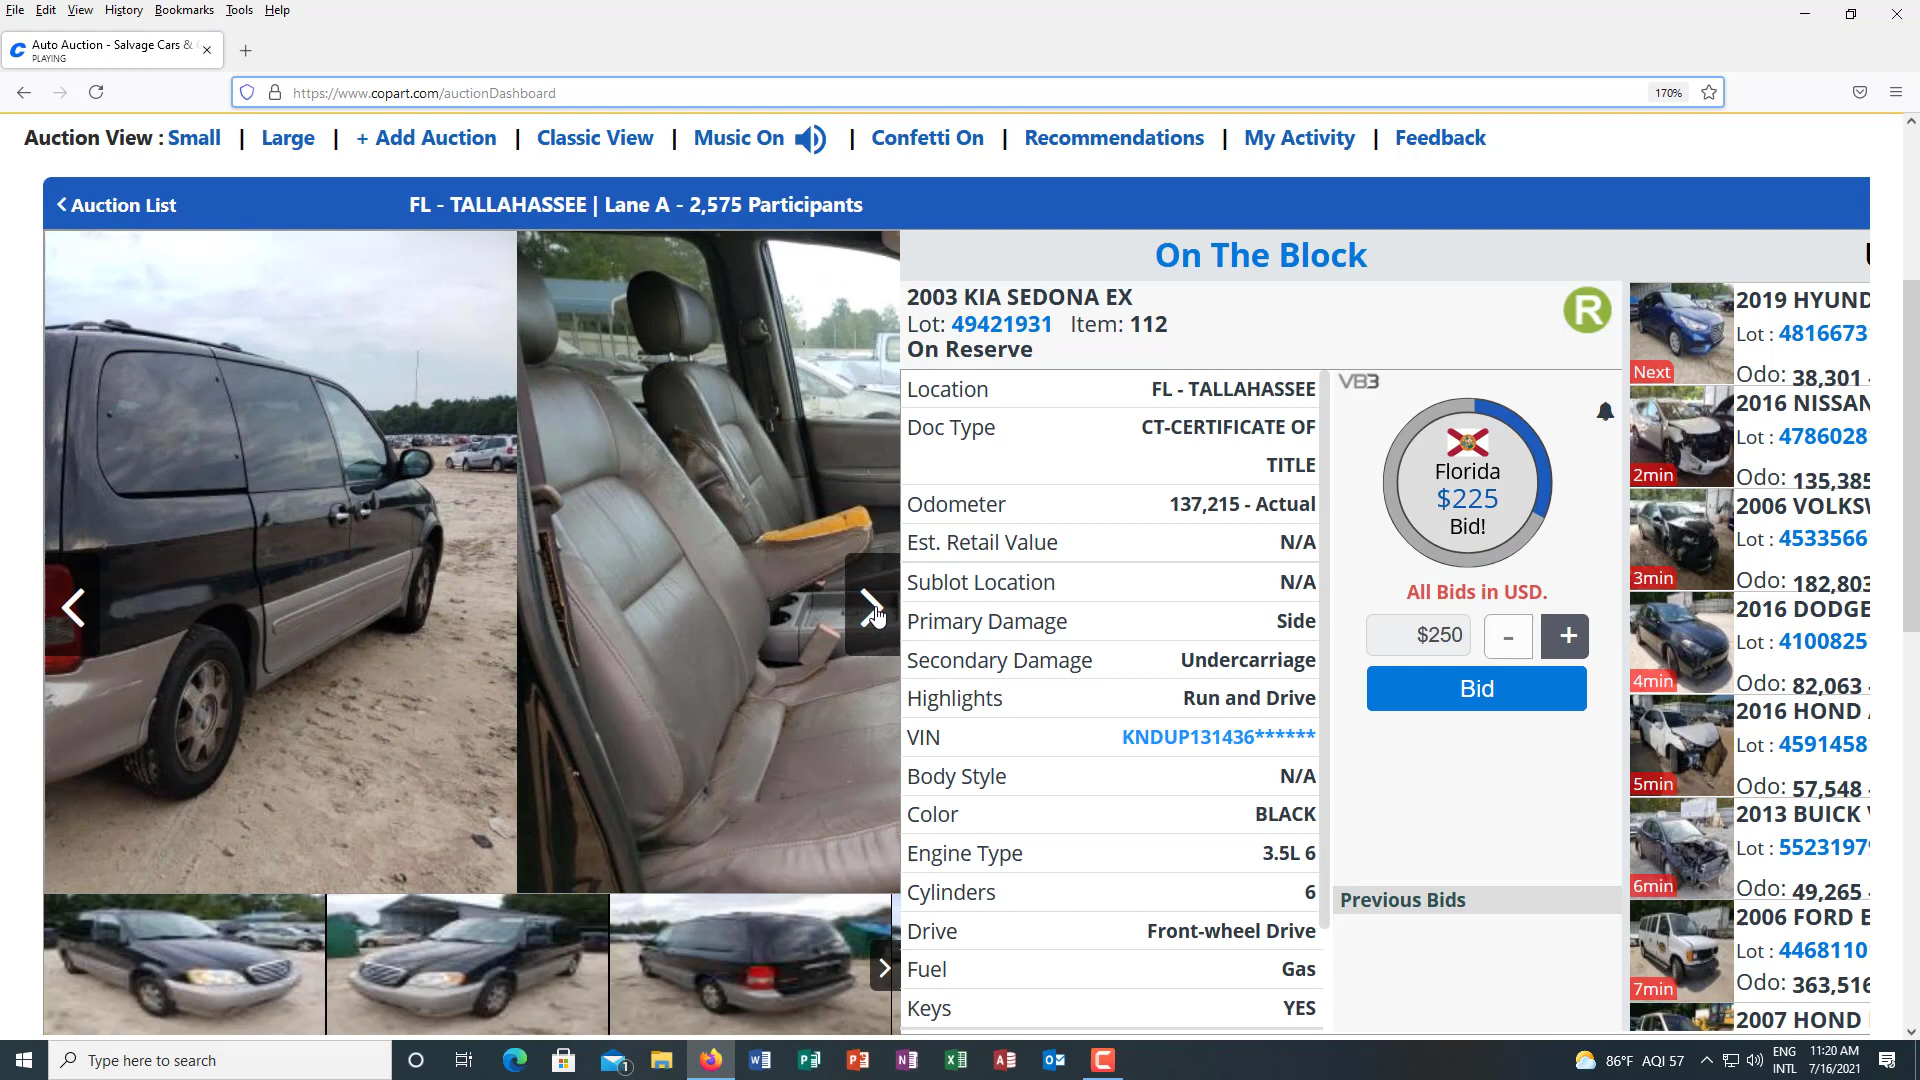 File Edit View History Bookmarks Tools Help
Auto Auction - Salvage Cars &
PLAYING
https://www.copart.com/auctionDashboard
170%
Auction View : Small | Large | + Add Auction | Classic View | Music On | Confetti On | Recommendations | My Activity | Feedback
Auction List
FL - TALLAHASSEE | Lane A - 2,575 Participants
On The Block
2003 KIA SEDONA EX
Lot: 49421931 Item: 112
On Reserve
R
Location FL - TALLAHASSEE
Doc Type CT-CERTIFICATE OF
TITLE
Odometer 137,215 - Actual
Est. Retail Value N/A
Sublot Location N/A
Primary Damage Side
Secondary Damage Undercarriage
Highlights Run and Drive
VIN KNDUP131436******
Body Style N/A
Color BLACK
Engine Type 3.5L 6
Cylinders 6
Drive Front-wheel Drive
Fuel Gas
Keys YES
VB3
Florida
$225
Bid!
All Bids in USD.
$250 - +
Bid
Previous Bids
2019 HYUND
Lot : 4816673
Next
Odo: 38,301 -
2016 NISSAN
Lot : 4786028
2min
Odo: 135,385
2006 VOLKSW
Lot : 4533566
3min
Odo: 182,803
2016 DODGE
Lot : 4100825
4min
Odo: 82,063 -
2016 HOND
Lot : 4591458
5min
Odo: 57,548 -
2013 BUICK
Lot : 5523197
6min
Odo: 49,265 -
2006 FORD E
Lot : 4468110
7min
Odo: 363,516
2007 HOND
Type here to search
1
86°F AQI 57
ENG
INTL
11:20 AM
7/16/2021